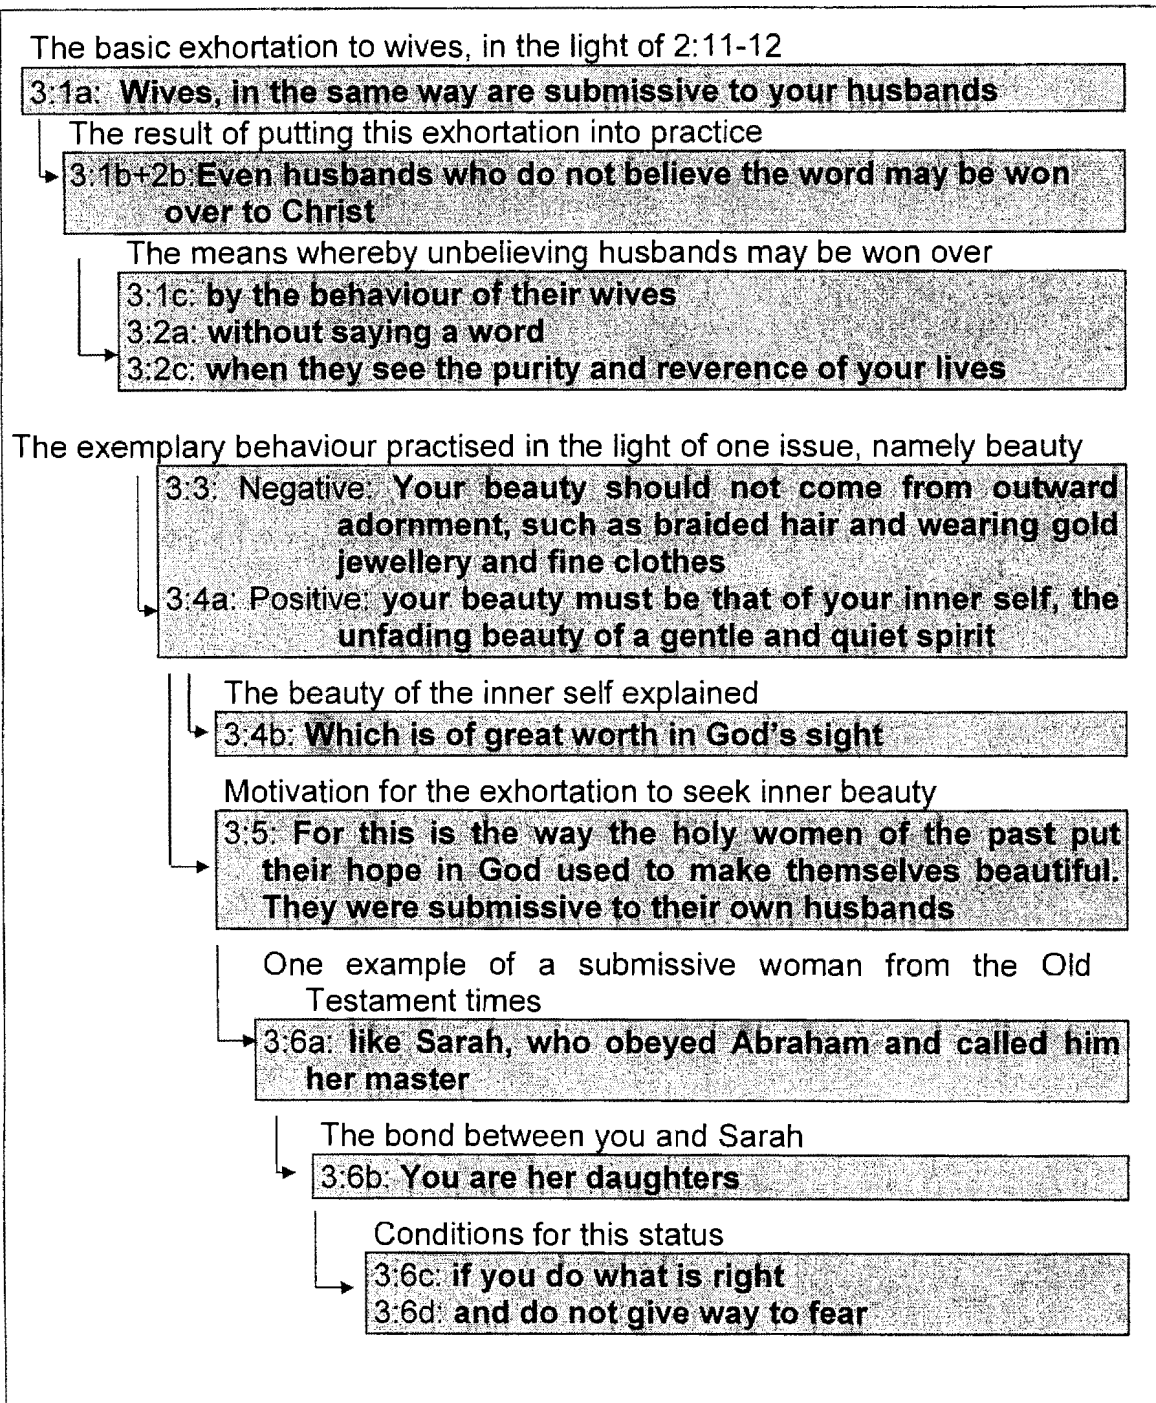 The basic exhortation to wives, in the light of 2:11-12
3:1a: Wives, in the same way are submissive to your husbands
The result of putting this exhortation into practice
3:1b+2b:Even husbands who do not believe the word may be won
over to Christ
The means whereby unbelieving husbands may be won over
3:1c: by the behaviour of their wives
3:2a: without saying a word
3:2c: when they see the purity and reverence of your lives
The exemplary behaviour practised in the light of one issue, namely beauty
3:3: Negative: Your beauty should not come from outward
adornment, such as braided hair and wearing gold
jewellery and fine clothes
3:4a: Positive: your beauty must be that of your inner self, the
unfading beauty of a gentle and quiet spirit
The beauty of the inner self explained
3:4b: Which is of great worth in God's sight
Motivation for the exhortation to seek inner beauty
3:5: For this is the way the holy women of the past put
their hope in God used to make themselves beautiful.
They were submissive to their own husbands
One example of a submissive woman from the Old
Testament times
3:6a: like Sarah, who obeyed Abraham and called him
her master
The bond between you and Sarah
3:6b: You are her daughters
Conditions for this status
3:6c: if you do what is right
3:6d: and do not give way to fear